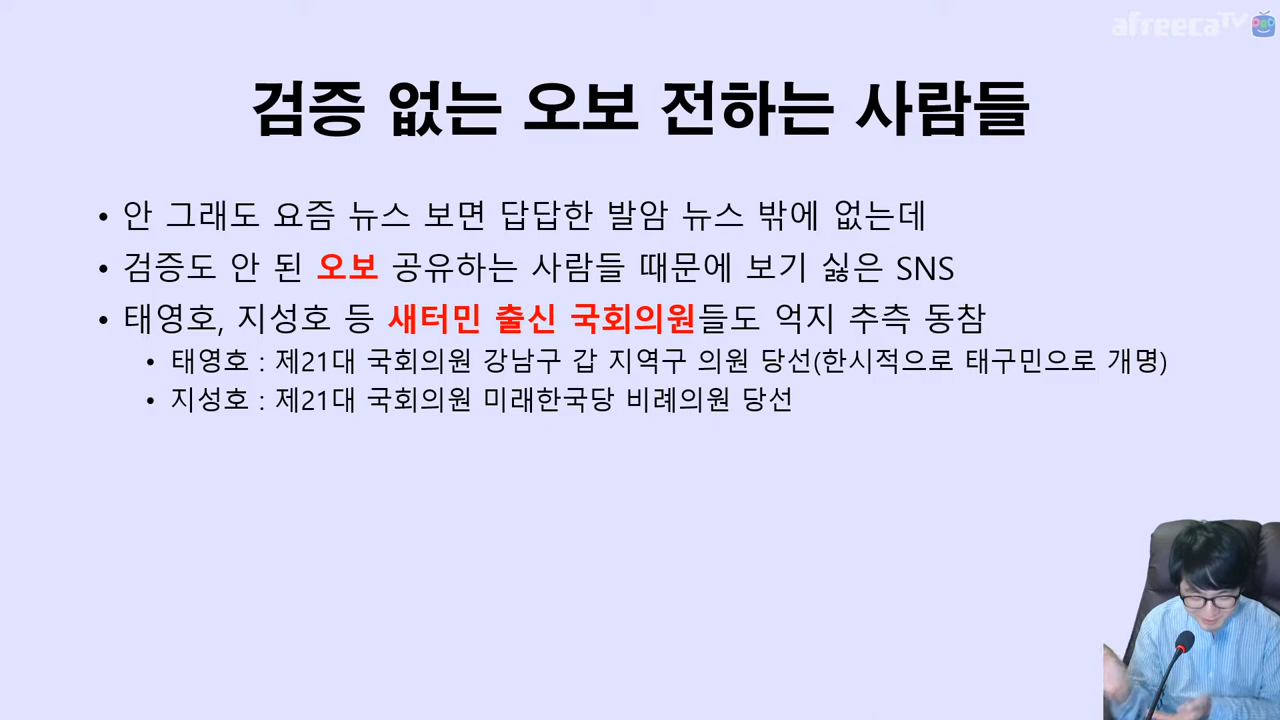 afreecaTV
검증 없는 오보 전하는 사람들
• 안 그래도 요즘 뉴스 보면 답답한 발암 뉴스 밖에 없는데
• 검증도 안 된 오보 공유하는 사람들 때문에 보기 싫은 SNS
• 태영호, 지성호 등 새터민 출신 국회의원들도 억지 추측 동참
• 태영호 : 제21대 국회의원 강남구 갑 지역구 의원 당선(한시적으로 태구민으로 개명)
• 지성호 : 제21대 국회의원 미래한국당 비례의원 당선